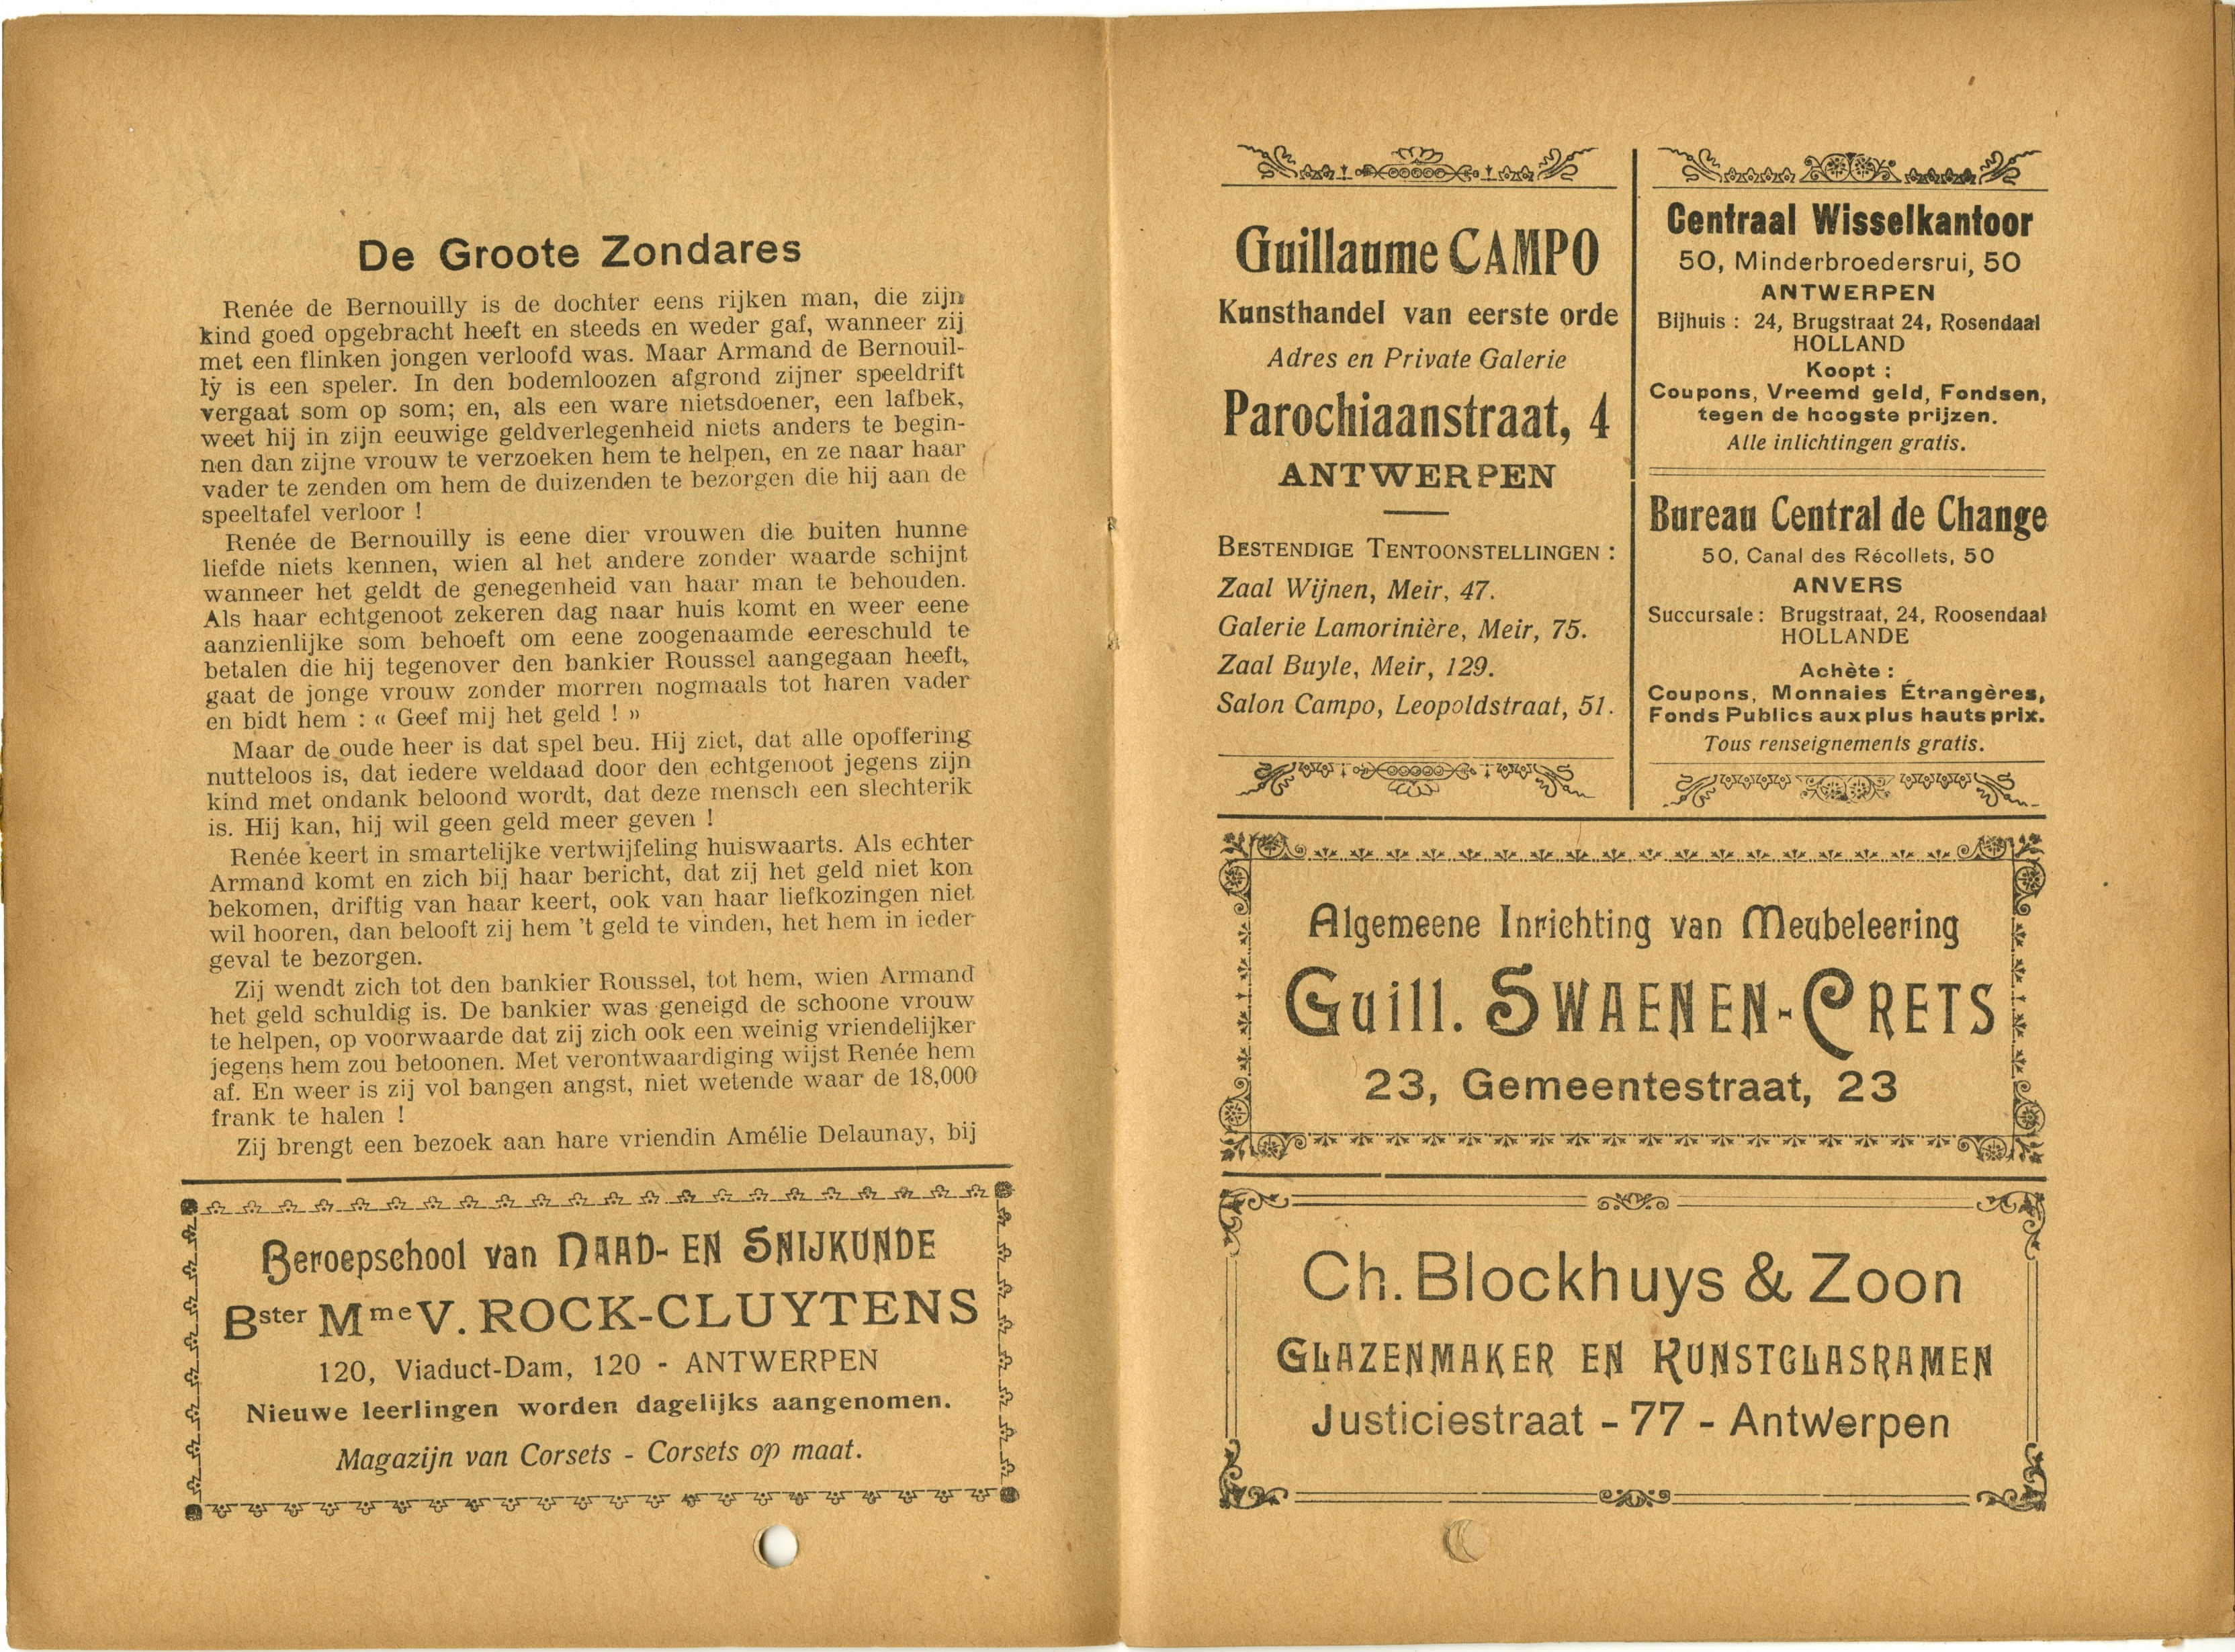 De Groote Zondares
Renée de Bernouilly is de dochter eens rijken man, die zijn
kind goed opgebracht heeft en steeds en weder gaf, wanneer zij
met een flinken jongen verloofd was. Maar Armand de Bernouil-
ly is een speler. In den bodemloozen afgrond zijner speeldrift
vergaat som op som; en, als een ware nietsdoener, een lafbek,
weet hij in zijn eeuwige geldverlegenheid niets anders te begin-
nen dan zijne vrouw te verzoeken hem te helpen, en ze naar haar
vader te zenden om hem de duizenden te bezorgen die hij aan de
speeltafel verloor !
Renée de Bernouilly is eene dier vrouwen die buiten hunne
liefde niets kennen, wien al het andere zonder waarde schijnt
wanneer het geldt de genegenheid van haar man te behouden.
Als haar echtgenoot zekeren dag naar huis komt en weer eene
aanzienlijke som behoeft om eene zoogenaamde eereschuld te
betalen die hij tegenover den bankier Roussel aangegaan heeft,
gaat de jonge vrouw zonder morren nogmaals tot haren vader
en bidt hem : « Geef mij het geld ! »
Maar de oude heer is dat spel beu. Hij ziet, dat alle opoffering
nutteloos is, dat iedere weldaad door den echtgenoot jegens zijn
kind met ondank beloond wordt, dat deze mensch een slechterik
is. Hij kan, hij wil geen geld meer geven !
Renée keert in smartelijke vertwijfeling huiswaarts. Als echter
Armand komt en zich bij haar bericht, dat zij het geld niet kon
bekomen, driftig van haar keert, ook van haar liefkozingen niet
wil hooren, dan belooft zij hem 't geld te vinden, het hem in ieder
geval te bezorgen.
Zij wendt zich tot den bankier Roussel, tot hem, wien Armand
het geld schuldig is. De bankier was geneigd de schoone vrouw
te helpen, op voorwaarde dat zij zich ook een weinig vriendelijker
jegens hem zou betoonen. Met verontwaardiging wijst Renée hem
af. En weer is zij vol bangen angst, niet wetende waar de 18,000
frank te halen !
Zij brengt een bezoek aan hare vriendin Amélie Delaunay, bij
Beroepschool van NAAD- EN SNIJKUNDE
Bster Mme V. ROCK-CLUYTENS
120, Viaduct-Dam, 120 - ANTWERPEN
Nieuwe leerlingen worden dagelijks aangenomen.
Magazijn van Corsets - Corsets op maat.
Guillaume CAMPO
Kunsthandel van eerste orde
Adres en Private Galerie
Parochiaanstraat, 4
ANTWERPEN
BESTENDIGE TENTOONSTELLINGEN :
Zaal Wijnen, Meir, 47.
Galerie Lamorinière, Meir, 75.
Zaal Buyle, Meir, 129.
Salon Campo, Leopoldstraat, 51.
Centraal Wisselkantoor
50, Minderbroedersrui, 50
ANTWERPEN
Bijhuis : 24, Brugstraat 24, Rosendaal
HOLLAND
Koopt :
Coupons, Vreemd geld, Fondsen,
tegen de hoogste prijzen.
Alle inlichtingen gratis.
Bureau Central de Change
50, Canal des Récollets, 50
ANVERS
Succursale : Brugstraat, 24, Roosendaal
HOLLANDE
Achète :
Coupons, Monnaies Étrangères,
Fonds Publics aux plus hauts prix.
Tous renseignements gratis.
Algemeene Inrichting van Meubeleering
Guill. SWAENEN-CRETS
23, Gemeentestraat, 23
Ch. Blockhuys & Zoon
GLAZENMAKER EN KUNSTGLASRAMEN
Justiciestraat - 77 - Antwerpen